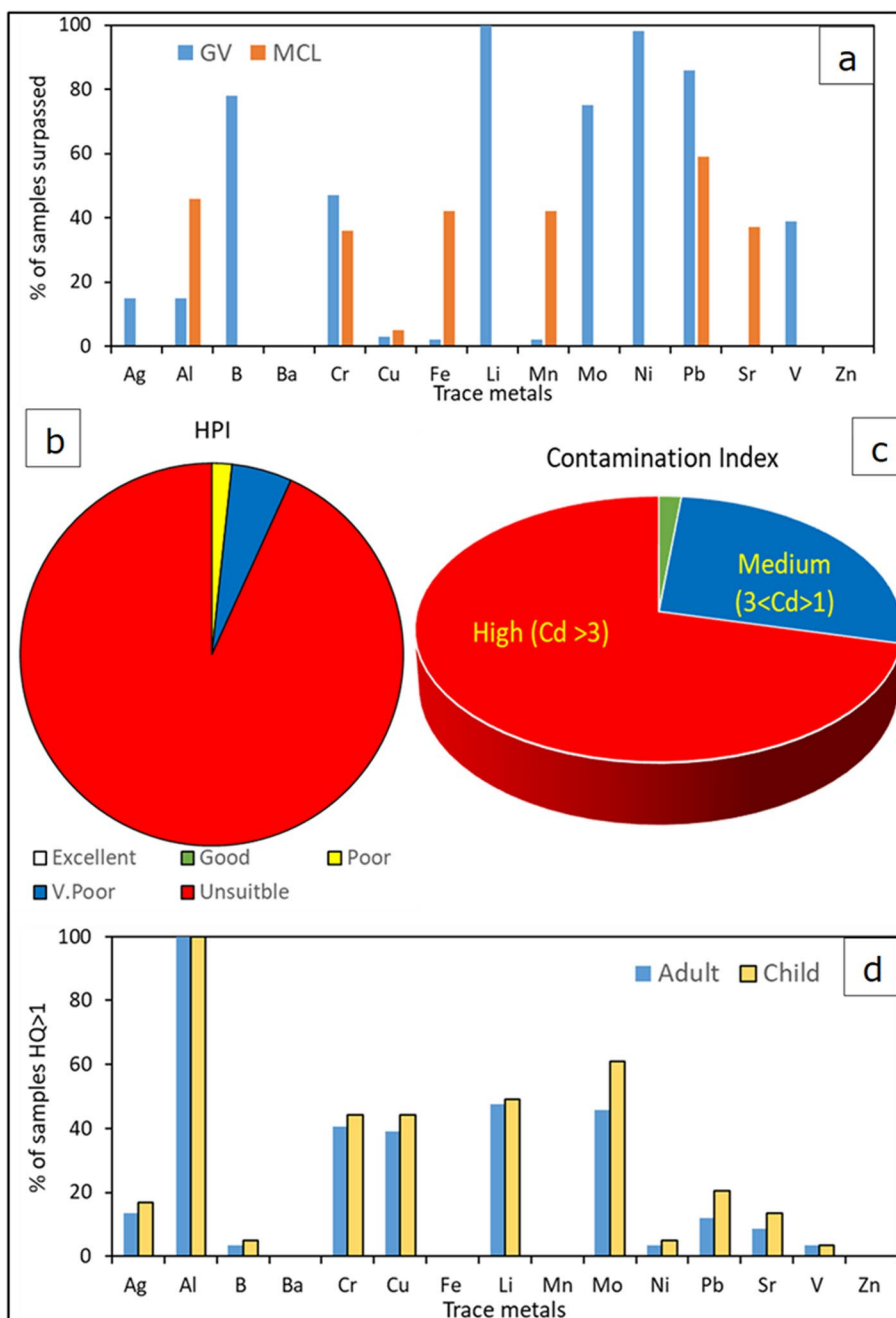 a
GV MCL
% of samples surpassed
100
80
60
40
20
0
Ag Al B Ba Cr Cu Fe Li Mn Mo Ni Pb Sr V Zn
Trace metals
b
HPI
Excellent Good Poor
V.Poor Unsuitble
c
Contamination Index
Medium
(3<Cd>1)
High (Cd >3)
d
Adult Child
% of samples HQ>1
100
80
60
40
20
0
Ag Al B Ba Cr Cu Fe Li Mn Mo Ni Pb Sr V Zn
Trace metals